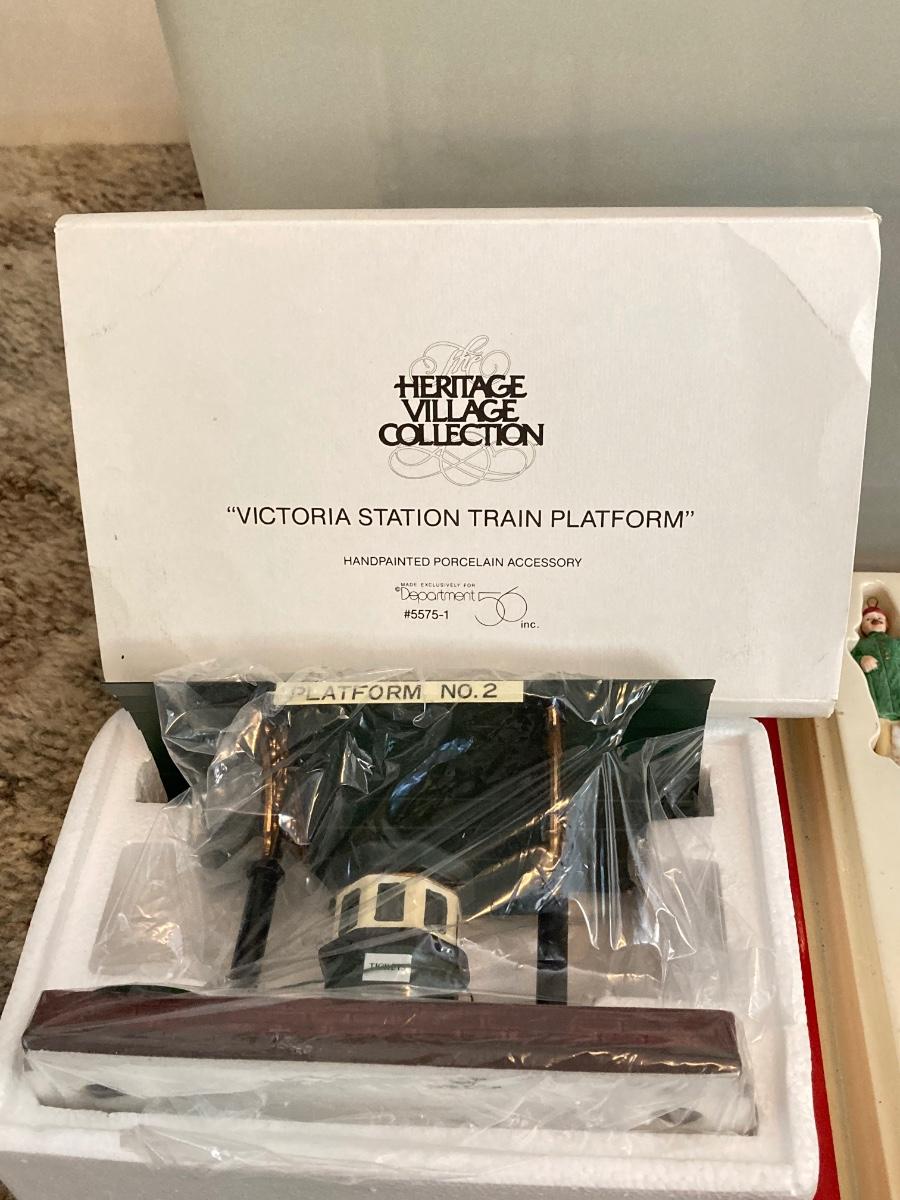 The
HERITAGE
VILLAGE
COLLECTION
“VICTORIA STATION TRAIN PLATFORM”
HANDPAINTED PORCELAIN ACCESSORY
MADE EXCLUSIVELY FOR
©Department 56 inc.
#5575-1
PLATFORM NO.2
TICKETS